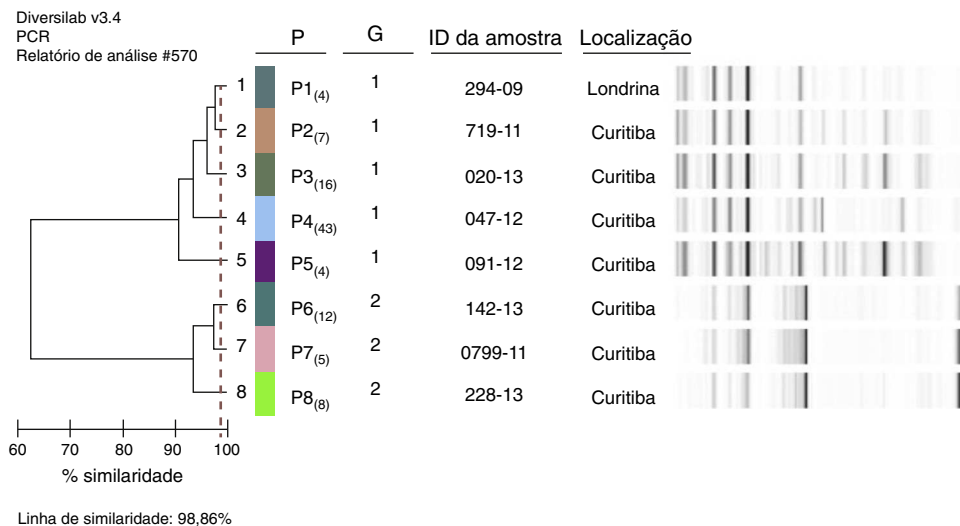 Diversilab v3.4
PCR
Relatório de análise #570
P G ID da amostra Localização
1 P1(4) 1 294-09 Londrina
2 P2(7) 1 719-11 Curitiba
3 P3(16) 1 020-13 Curitiba
4 P4(43) 1 047-12 Curitiba
5 P5(4) 1 091-12 Curitiba
6 P6(12) 2 142-13 Curitiba
7 P7(5) 2 0799-11 Curitiba
8 P8(8) 2 228-13 Curitiba
60 70 80 90 100
% similaridade
Linha de similaridade: 98,86%